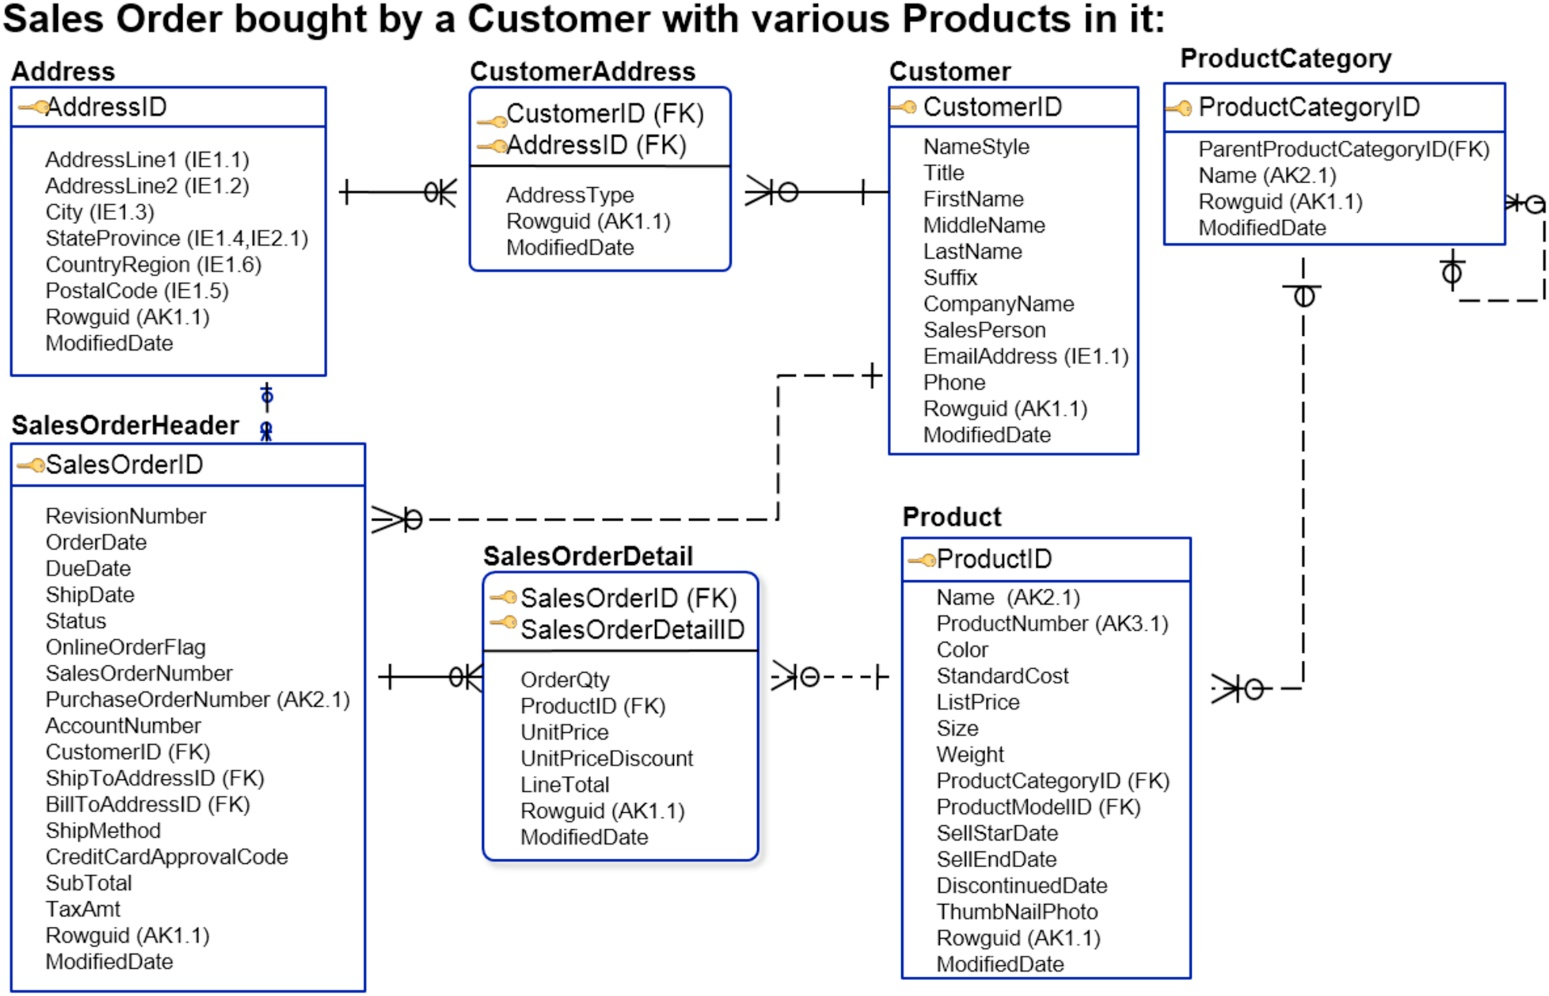 Sales Order bought by a Customer with various Products in it:
Address
AddressID
AddressLine1 (IE1.1)
AddressLine2 (IE1.2)
City (IE1.3)
StateProvince (IE1.4,IE2.1)
CountryRegion (IE1.6)
PostalCode (IE1.5)
Rowguid (AK1.1)
ModifiedDate
CustomerAddress
CustomerID (FK)
AddressID (FK)
AddressType
Rowguid (AK1.1)
ModifiedDate
Customer
CustomerID
NameStyle
Title
FirstName
MiddleName
LastName
Suffix
CompanyName
SalesPerson
EmailAddress (IE1.1)
Phone
Rowguid (AK1.1)
ModifiedDate
ProductCategory
ProductCategoryID
ParentProductCategoryID(FK)
Name (AK2.1)
Rowguid (AK1.1)
ModifiedDate
SalesOrderHeader
SalesOrderID
RevisionNumber
OrderDate
DueDate
ShipDate
Status
OnlineOrderFlag
SalesOrderNumber
PurchaseOrderNumber (AK2.1)
AccountNumber
CustomerID (FK)
ShipToAddressID (FK)
BillToAddressID (FK)
ShipMethod
CreditCardApprovalCode
SubTotal
TaxAmt
Rowguid (AK1.1)
ModifiedDate
SalesOrderDetail
SalesOrderID (FK)
SalesOrderDetailID
OrderQty
ProductID (FK)
UnitPrice
UnitPriceDiscount
LineTotal
Rowguid (AK1.1)
ModifiedDate
Product
ProductID
Name (AK2.1)
ProductNumber (AK3.1)
Color
StandardCost
ListPrice
Size
Weight
ProductCategoryID (FK)
ProductModelID (FK)
SellStarDate
SellEndDate
DiscontinuedDate
ThumbNailPhoto
Rowguid (AK1.1)
ModifiedDate